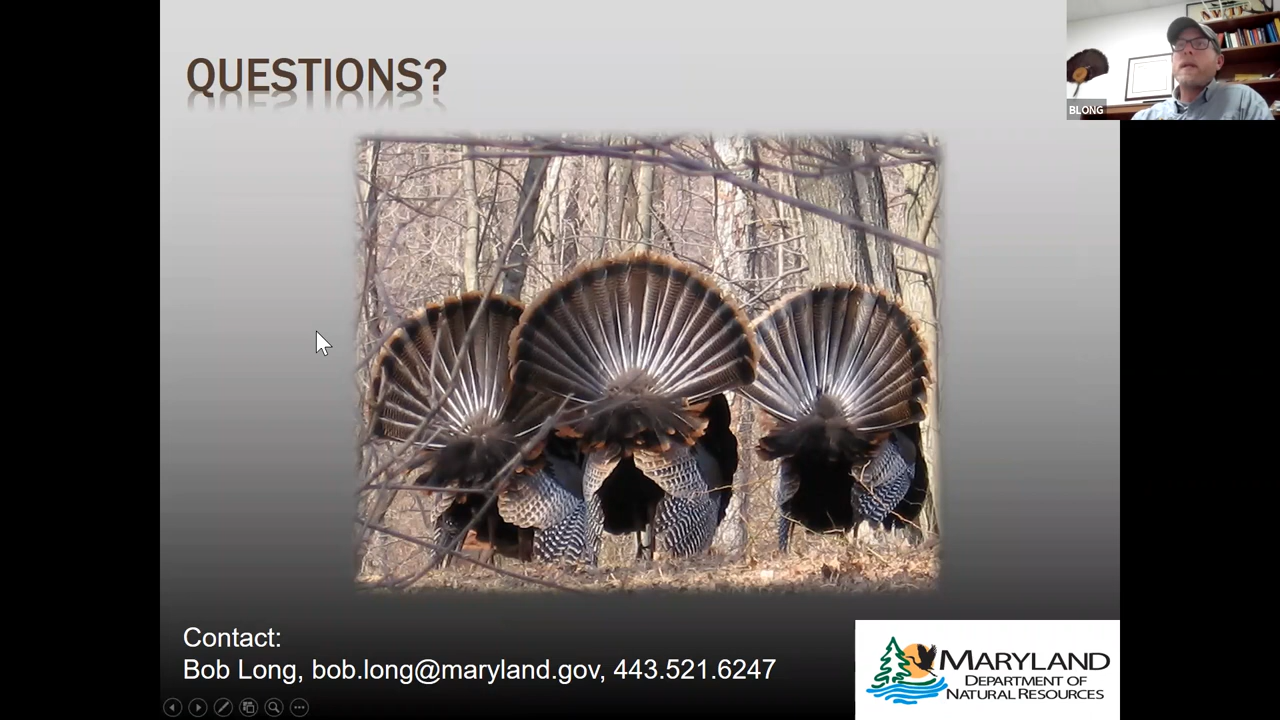 QUESTIONS?
BLONG
Contact:
Bob Long, bob.long@maryland.gov, 443.521.6247
MARYLAND
DEPARTMENT OF
NATURAL RESOURCES